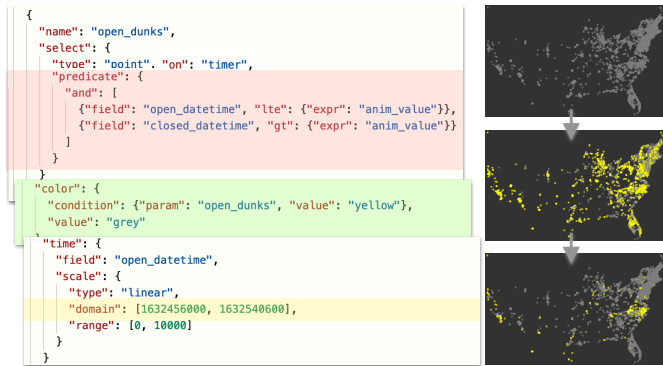 {
"name": "open_dunks",
"select": {
"type": "point", "on": "timer",
"predicate": {
"and": [
{"field": "open_datetime", "lte": {"expr": "anim_value"}},
{"field": "closed_datetime", "gt": {"expr": "anim_value"}}
]
}
}
"color": {
"condition": {"param": "open_dunks", "value": "yellow"},
"value": "grey"
"time": {
"field": "open_datetime",
"scale": {
"type": "linear",
"domain": [1632456000, 1632540600],
"range": [0, 10000]
}
}